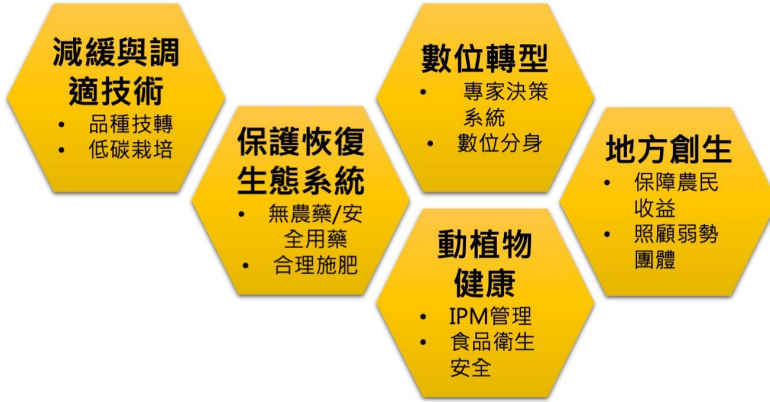 減緩與調
適技術
• 品種技轉
• 低碳栽培
保護恢復
生態系統
• 無農藥/安
全用藥
• 合理施肥
數位轉型
• 專家決策
系統
• 數位分身
動植物
健康
• IPM管理
• 食品衛生
安全
地方創生
• 保障農民
收益
• 照顧弱勢
團體